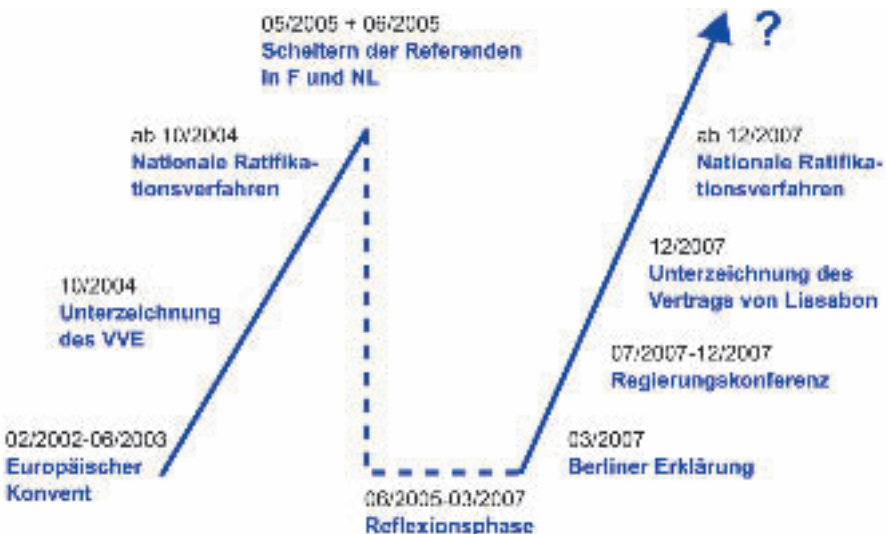 02/2002-06/2003
Europäischer
Konvent
10/2004
Unterzeichnung
des VVE
ab 10/2004
Nationale Ratifika-
tionsverfahren
05/2005 + 06/2005
Scheitern der Referenden
in F und NL
06/2005-03/2007
Reflexionsphase
03/2007
Berliner Erklärung
07/2007-12/2007
Regierungskonferenz
12/2007
Unterzeichnung des
Vertrags von Lissabon
ab 12/2007
Nationale Ratifika-
tionsverfahren
?